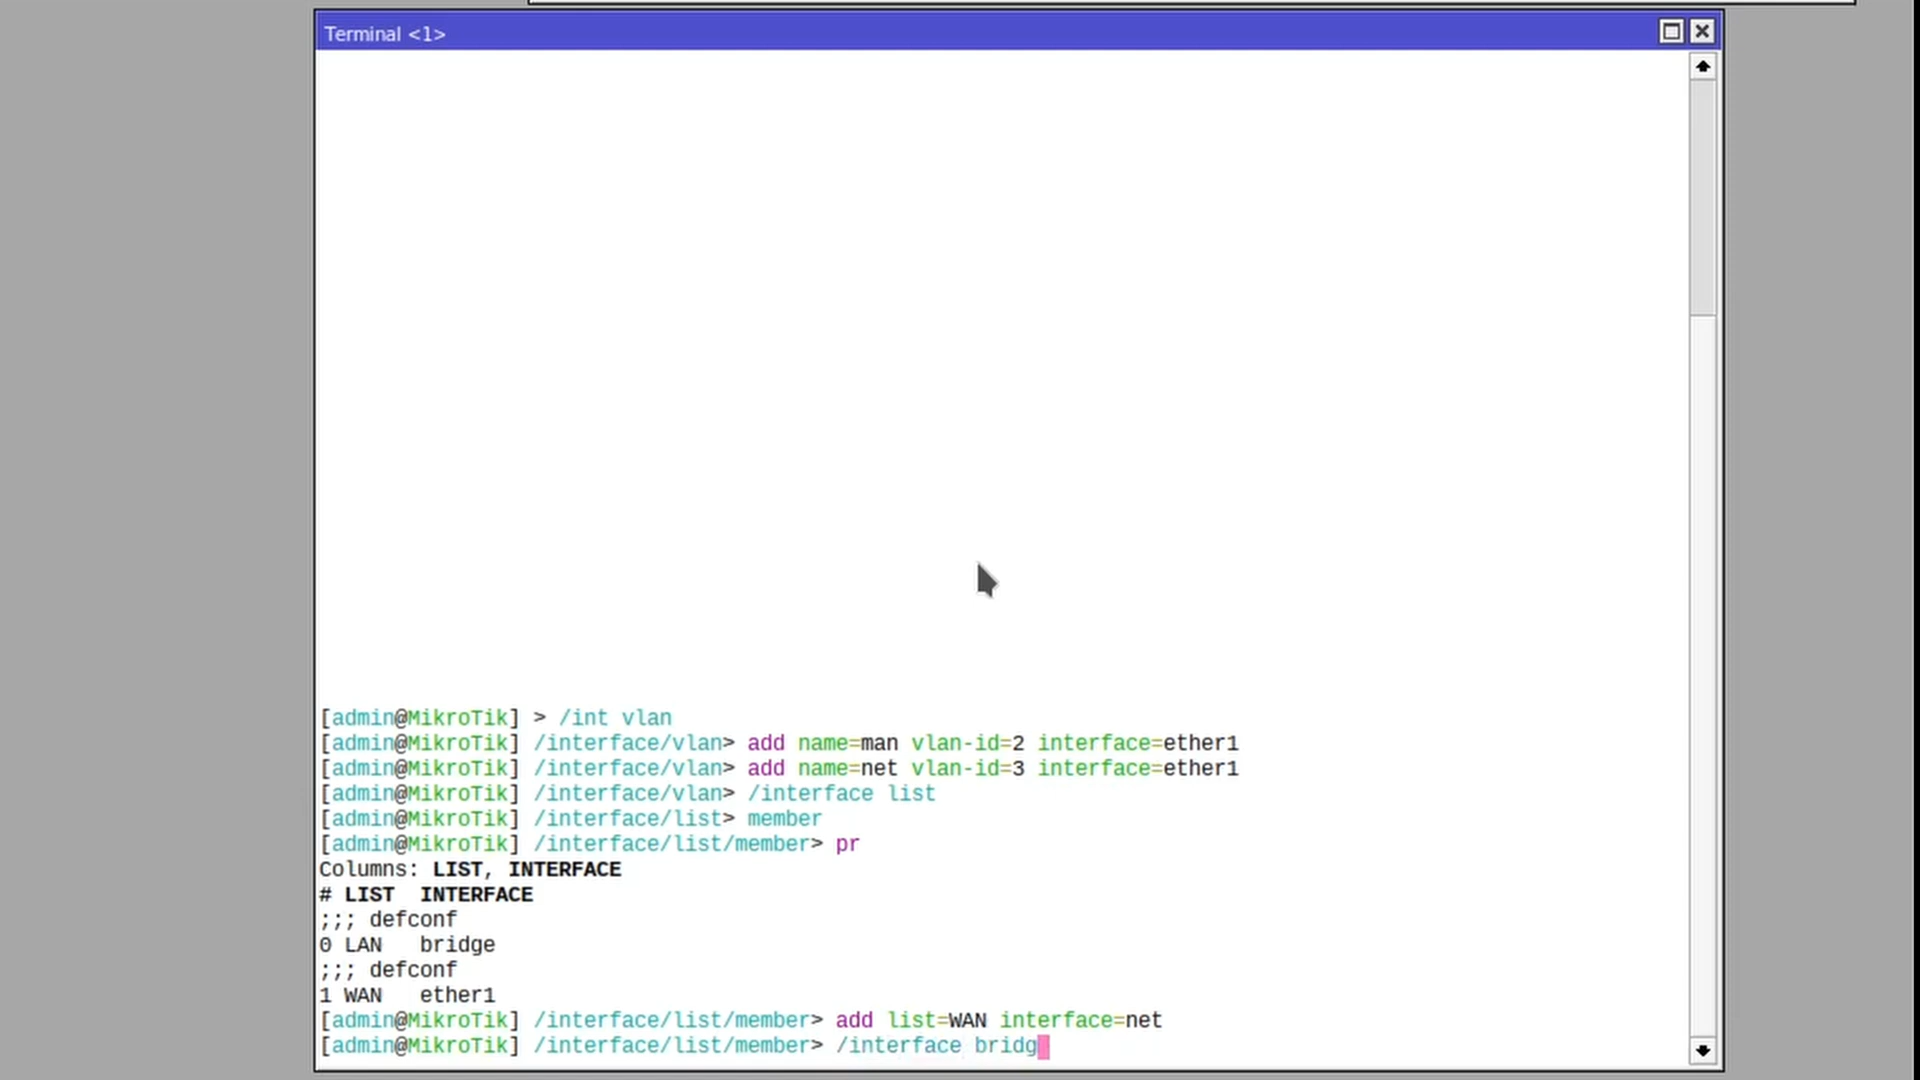 Terminal <1>
[admin@MikroTik] > /int vlan
[admin@MikroTik] /interface/vlan> add name=man vlan-id=2 interface=ether1
[admin@MikroTik] /interface/vlan> add name=net vlan-id=3 interface=ether1
[admin@MikroTik] /interface/vlan> /interface list
[admin@MikroTik] /interface/list> member
[admin@MikroTik] /interface/list/member> pr
Columns: LIST, INTERFACE
# LIST  INTERFACE
;;; defconf
0 LAN   bridge
;;; defconf
1 WAN   ether1
[admin@MikroTik] /interface/list/member> add list=WAN interface=net
[admin@MikroTik] /interface/list/member> /interface bridg